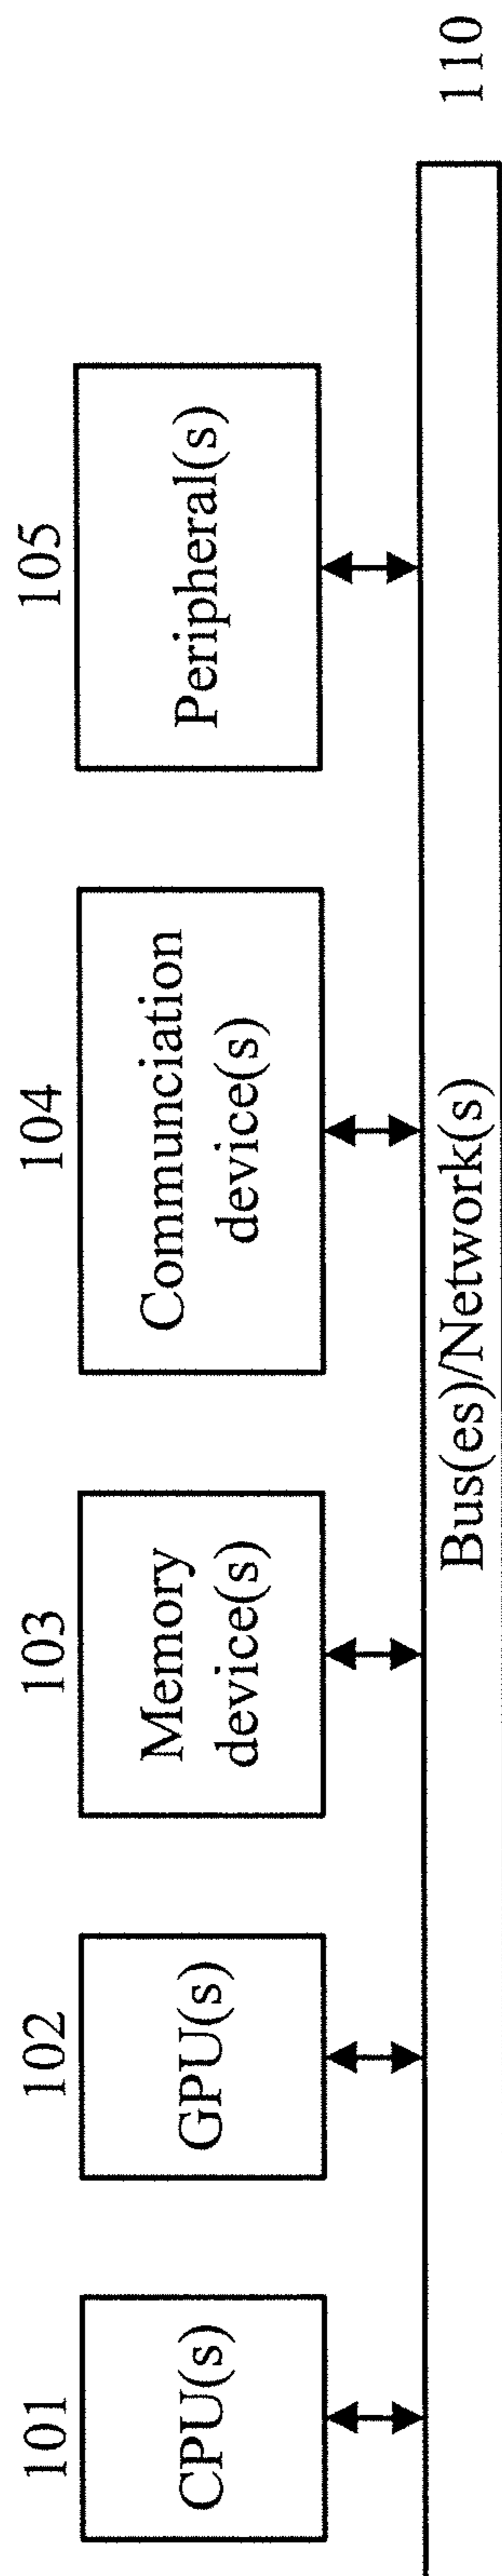 101
CPU(s)
102
GPU(s)
103
Memory
device(s)
104
Communciation
device(s)
105
Peripheral(s)
Bus(es)/Network(s)
110